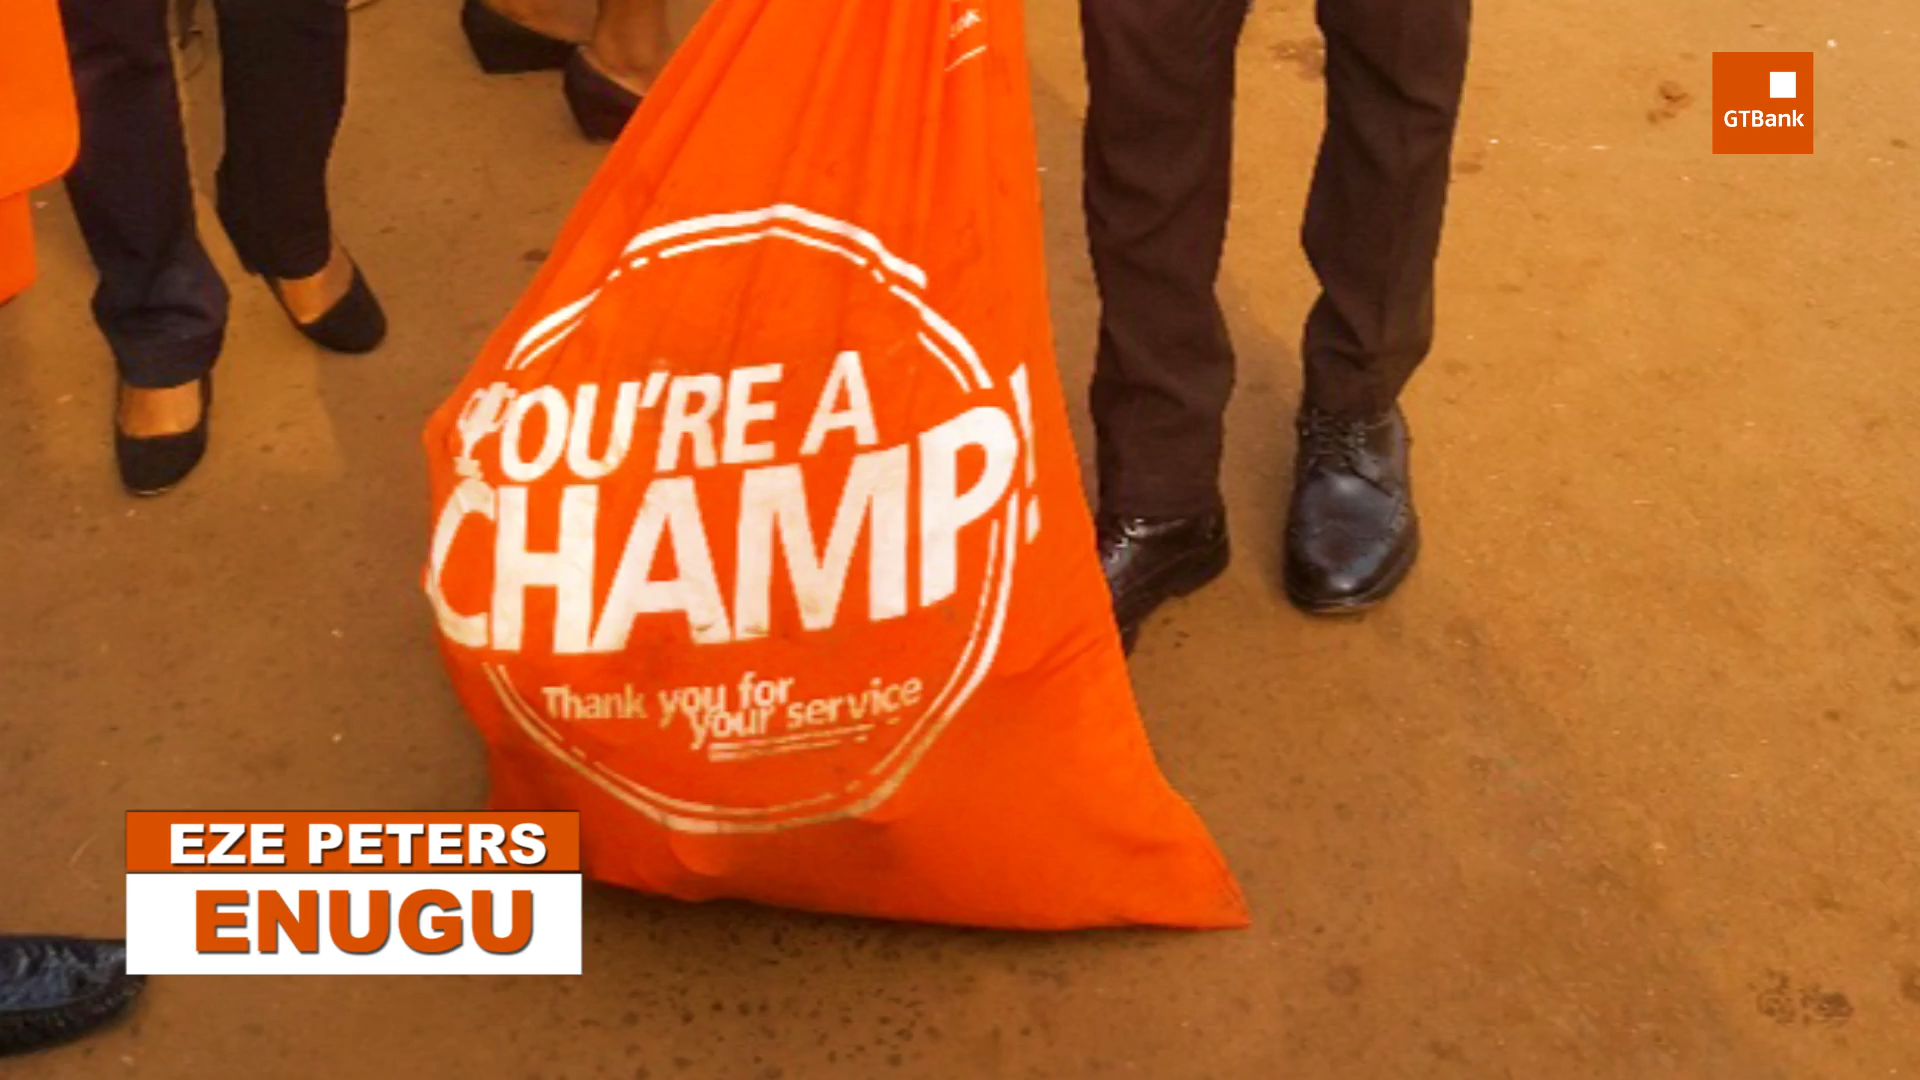 GTBank
YOU'RE A
CHAMP!
Thank you for
your service
EZE PETERS
ENUGU